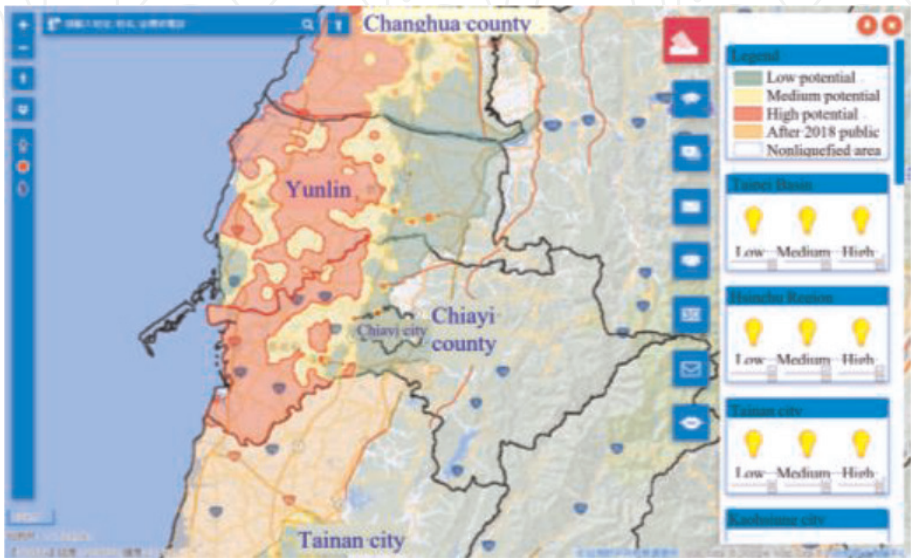 Changhua county
Yunlin
Chiayi city
Chiayi
county
Tainan city
Legend
Low potential
Medium potential
High potential
After 2018 public
Nonliquefied area
Taipei Basin
Low Medium High
Hsinchu Region
Low Medium High
Tainan city
Low Medium High
Kaohsiung city
3D